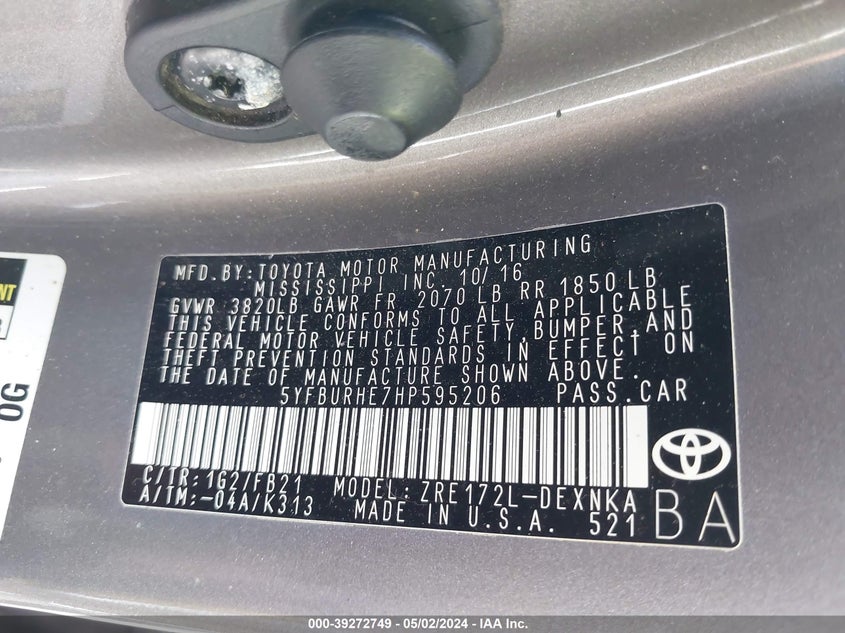 MFD. BY: TOYOTA MOTOR MANUFACTURING
MISSISSIPPI INC. 10/16
GVWR 3820LB GAWR FR 2070 LB RR 1850 LB
THIS VEHICLE CONFORMS TO ALL APPLICABLE
FEDERAL MOTOR VEHICLE SAFETY, BUMPER, AND
THEFT PREVENTION STANDARDS IN EFFECT ON
THE DATE OF MANUFACTURE SHOWN ABOVE.
5YFBURHE7HP595206 PASS. CAR
C/TR: 1G2/FB21 MODEL: ZRE172L-DEXNKA
A/TM: -04A/K313 MADE IN U.S.A. 521
BA
OG
000-39272749 - 05/02/2024 - IAA Inc.